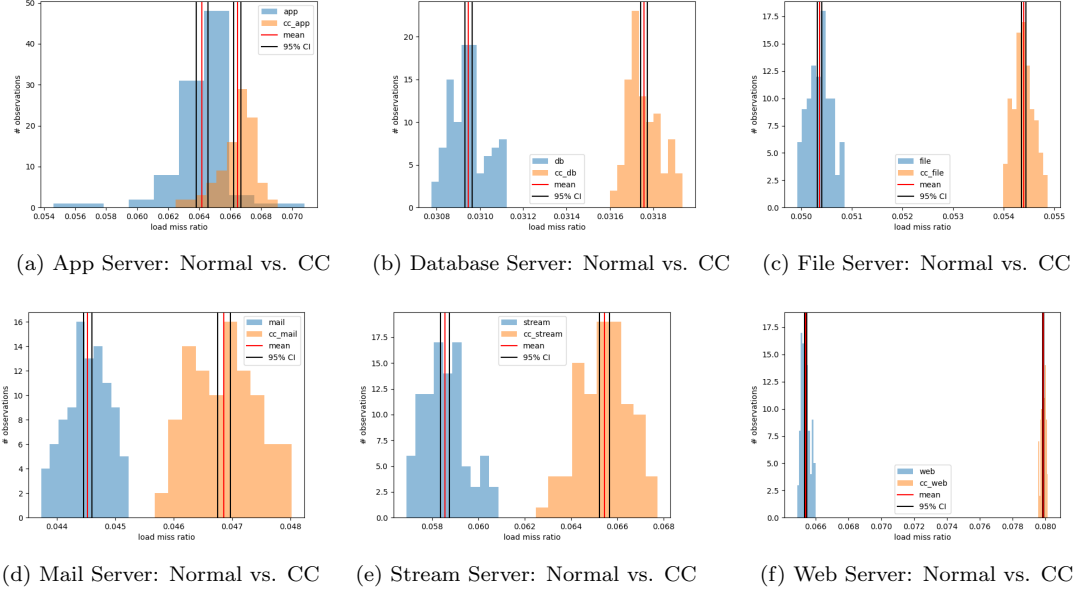 50
40
30
20
10
0
# observations
app
cc_app
mean
95% CI
0.054 0.056 0.058 0.060 0.062 0.064 0.066 0.068 0.070
load miss ratio
(a) App Server: Normal vs. CC
20
15
10
5
0
# observations
db
cc_db
mean
95% CI
0.0308 0.0310 0.0312 0.0314 0.0316 0.0318
load miss ratio
(b) Database Server: Normal vs. CC
17.5
15.0
12.5
10.0
7.5
5.0
2.5
0.0
# observations
file
cc_file
mean
95% CI
0.050 0.051 0.052 0.053 0.054 0.055
load miss ratio
(c) File Server: Normal vs. CC
16
14
12
10
8
6
4
2
0
# observations
mail
cc_mail
mean
95% CI
0.044 0.045 0.046 0.047 0.048
load miss ratio
(d) Mail Server: Normal vs. CC
17.5
15.0
12.5
10.0
7.5
5.0
2.5
0.0
# observations
stream
cc_stream
mean
95% CI
0.058 0.060 0.062 0.064 0.066 0.068
load miss ratio
(e) Stream Server: Normal vs. CC
17.5
15.0
12.5
10.0
7.5
5.0
2.5
0.0
# observations
web
cc_web
mean
95% CI
0.066 0.068 0.070 0.072 0.074 0.076 0.078 0.080
load miss ratio
(f) Web Server: Normal vs. CC